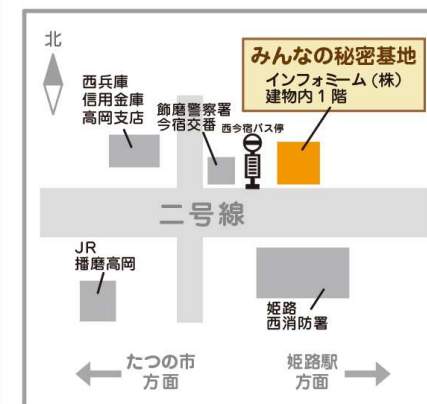 北
みんなの秘密基地
インフォミーム(株)
建物内1階
西兵庫
信用金庫
高岡支店
飾磨警察署
今宿交番
西今宿バス停
二号線
JR
播磨高岡
姫路
西消防署
たつの市
方面
姫路駅
方面